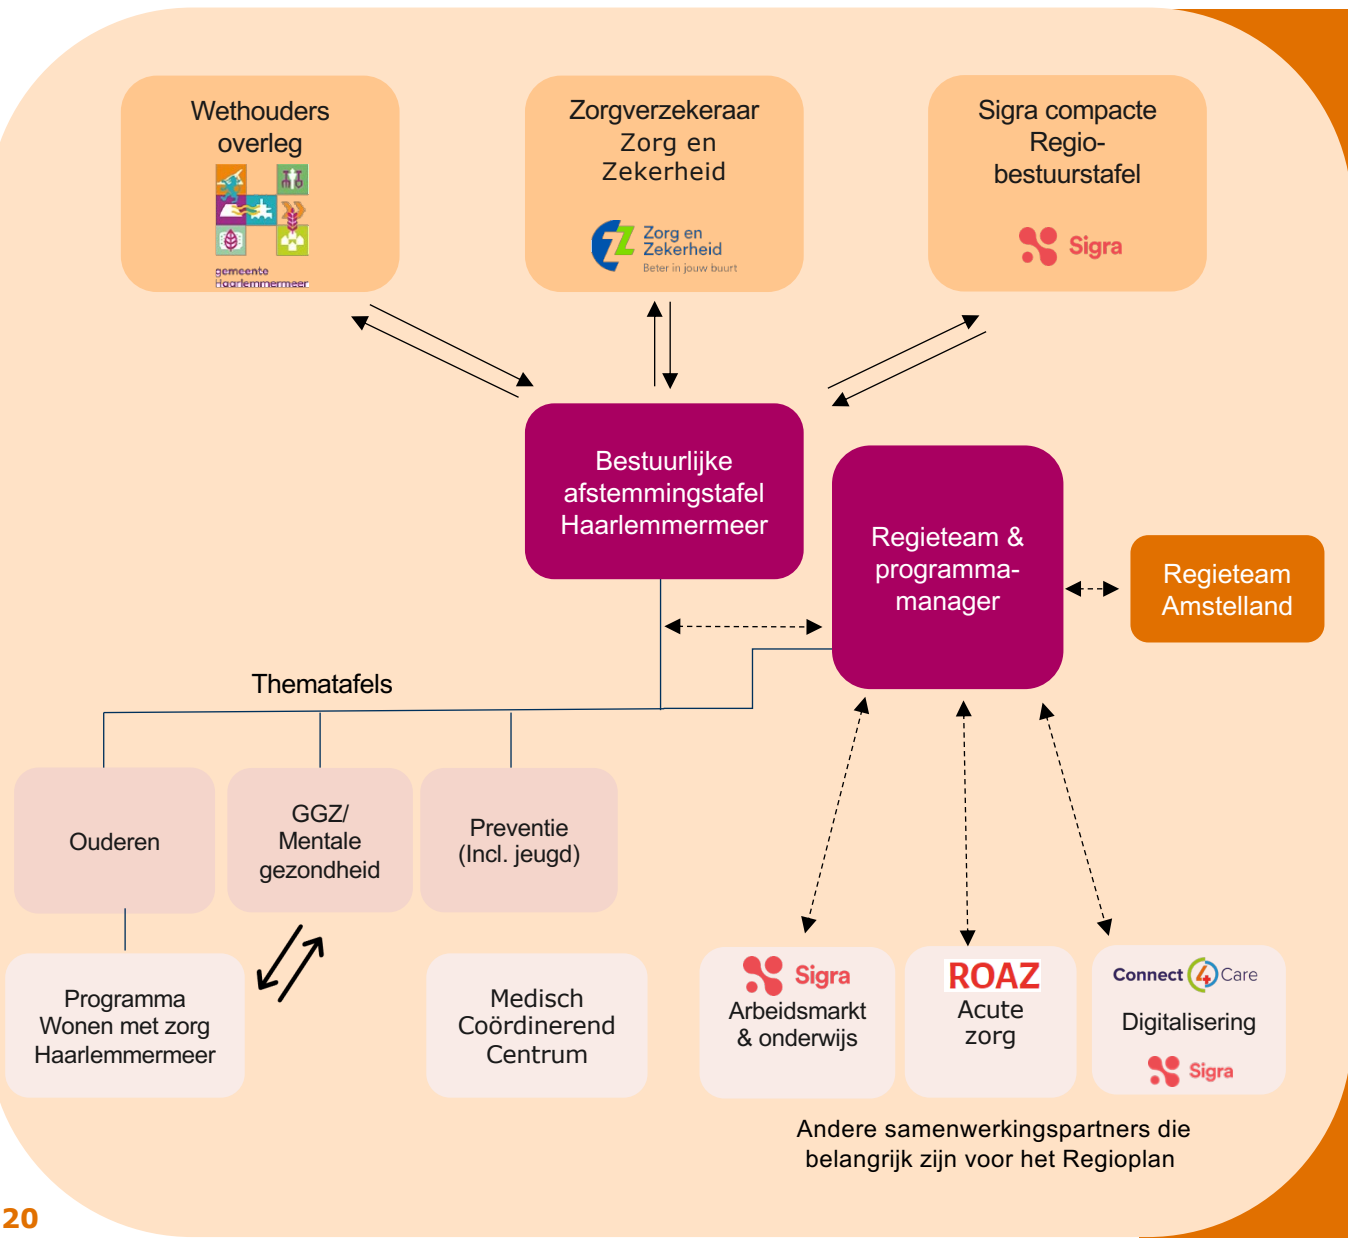 Wethouders
overleg
gemeente
Haarlemmermeer
Zorgverzekeraar
Zorg en
Zekerheid
Zorg en
Zekerheid
Beter in jouw buurt
Sigra compacte
Regio-
bestuurstafel
Sigra
Bestuurlijke
afstemmingstafel
Haarlemmermeer
Regieteam &
programma-
manager
Regieteam
Amstelland
Thematafels
Ouderen
GGZ/
Mentale
gezondheid
Preventie
(Incl. jeugd)
Programma
Wonen met zorg
Haarlemmermeer
Medisch
Coördinerend
Centrum
Sigra
Arbeidsmarkt
& onderwijs
ROAZ
Acute
zorg
Connect 4 Care
Digitalisering
Sigra
Andere samenwerkingspartners die
belangrijk zijn voor het Regioplan
20